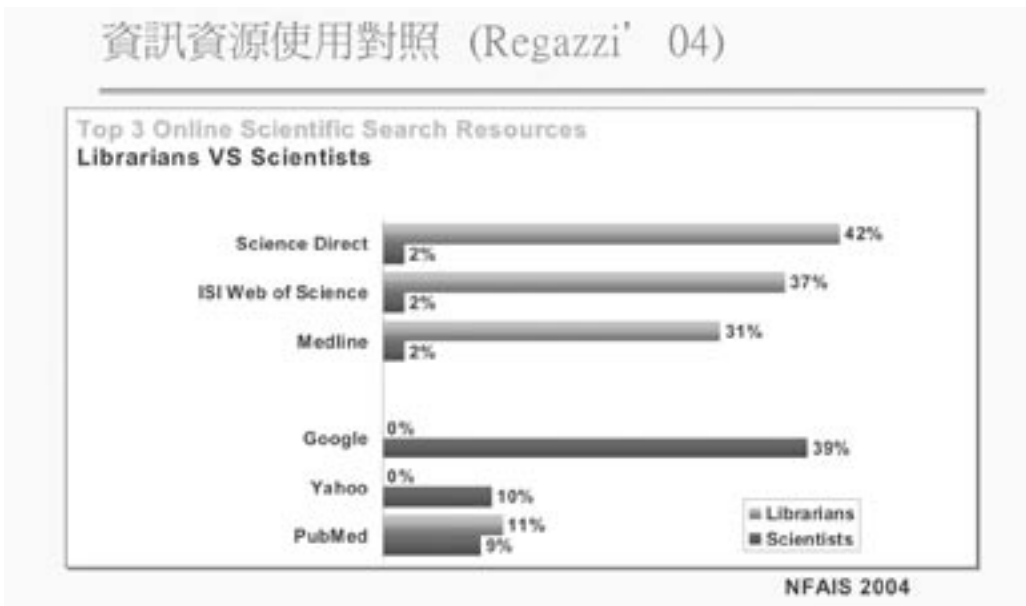 資訊資源使用對照 (Regazzi’ 04)
Top 3 Online Scientific Search Resources
Librarians VS Scientists
Science Direct 42%
2%
ISI Web of Science 37%
2%
Medline 31%
2%
Google 0%
39%
Yahoo 0%
10%
PubMed 11%
9%
Librarians
Scientists
NFAIS 2004